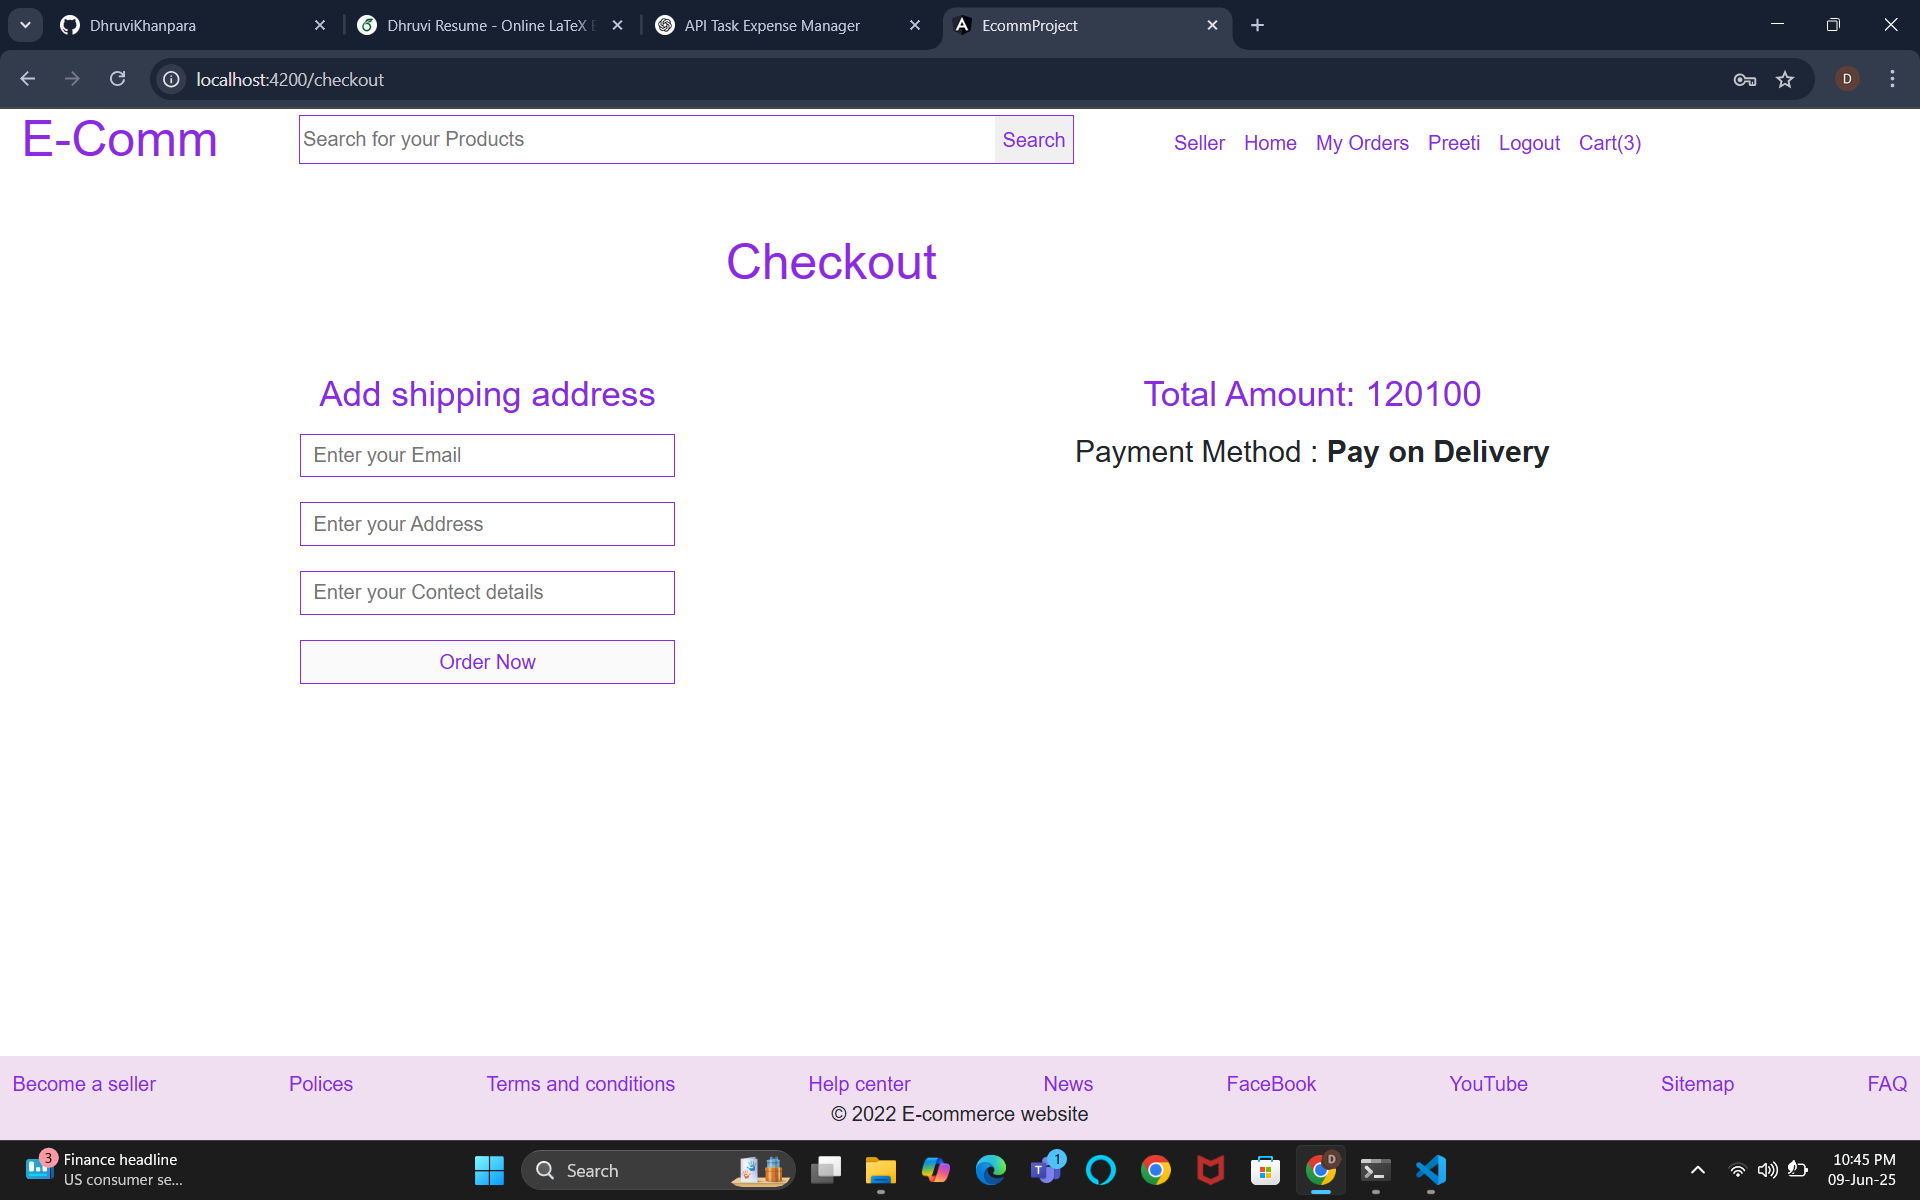 DhruviKhanpara
Dhruvi Resume - Online LaTeX E
API Task Expense Manager
EcommProject
localhost:4200/checkout
D
E-Comm
Search for your Products
Search
Seller Home My Orders Preeti Logout Cart(3)
Checkout
Add shipping address
Total Amount: 120100
Enter your Email
Payment Method : Pay on Delivery
Enter your Address
Enter your Contect details
Order Now
Become a seller Polices Terms and conditions Help center News FaceBook YouTube Sitemap FAQ
© 2022 E-commerce website
3
Finance headline
US consumer se...
Search
1
D
10:45 PM
09-Jun-25